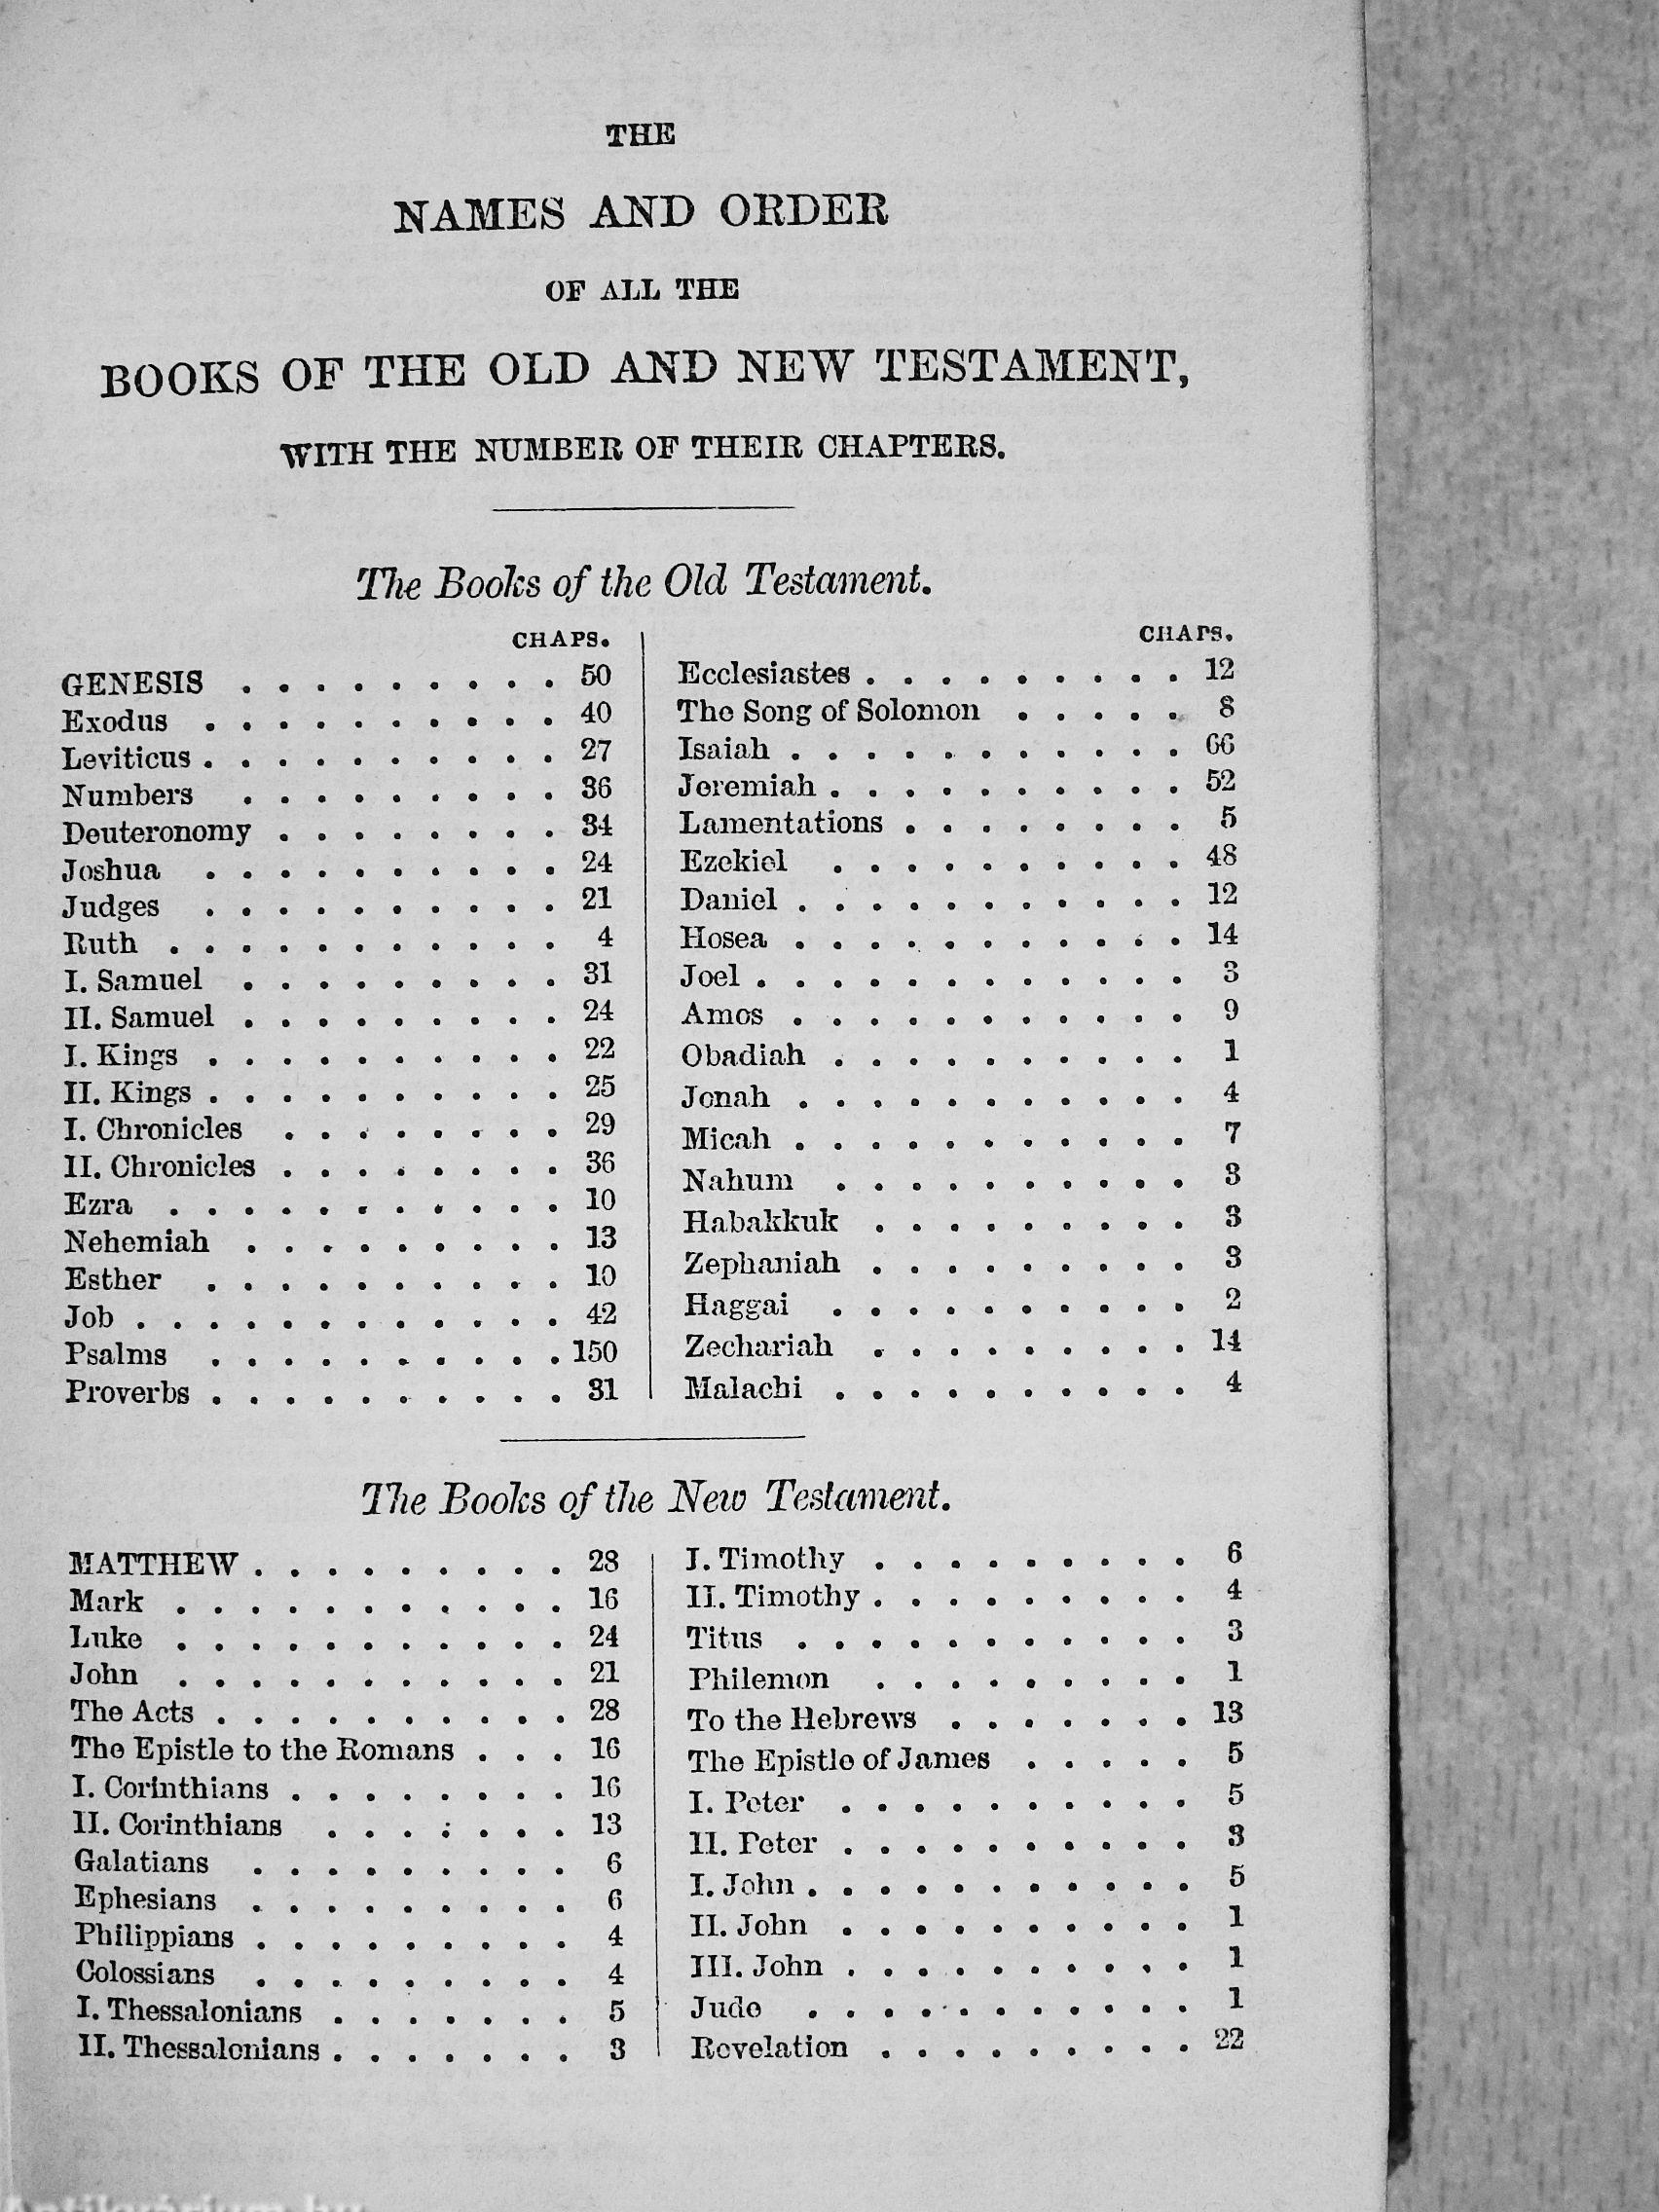 THE
NAMES AND ORDER
OF ALL THE
BOOKS OF THE OLD AND NEW TESTAMENT,
WITH THE NUMBER OF THEIR CHAPTERS.
The Books of the Old Testament.
CHAPS.
GENESIS . . . . . . . . . 50
Exodus . . . . . . . . . . 40
Leviticus . . . . . . . . . . 27
Numbers . . . . . . . . . 36
Deuteronomy . . . . . . . . 34
Joshua . . . . . . . . . . 24
Judges . . . . . . . . . . 21
Ruth . . . . . . . . . . . 4
I. Samuel . . . . . . . . . 31
II. Samuel . . . . . . . . . 24
I. Kings . . . . . . . . . . 22
II. Kings . . . . . . . . . . 25
I. Chronicles . . . . . . . . 29
II. Chronicles . . . . . . . . 36
Ezra . . . . . . . . . . . 10
Nehemiah . . . . . . . . . 13
Esther . . . . . . . . . . 10
Job . . . . . . . . . . . . 42
Psalms . . . . . . . . . . 150
Proverbs . . . . . . . . . . 31
CHAPS.
Ecclesiastes . . . . . . . . . 12
The Song of Solomon . . . . . 8
Isaiah . . . . . . . . . . . 66
Jeremiah . . . . . . . . . . 52
Lamentations . . . . . . . . 5
Ezekiel . . . . . . . . . . 48
Daniel . . . . . . . . . . . 12
Hosea . . . . . . . . . . . 14
Joel . . . . . . . . . . . . 3
Amos . . . . . . . . . . . 9
Obadiah . . . . . . . . . . 1
Jonah . . . . . . . . . . . 4
Micah . . . . . . . . . . . 7
Nahum . . . . . . . . . . 3
Habakkuk . . . . . . . . . 3
Zephaniah . . . . . . . . . 3
Haggai . . . . . . . . . . 2
Zechariah . . . . . . . . . 14
Malachi . . . . . . . . . . 4
The Books of the New Testament.
MATTHEW . . . . . . . . . 28
Mark . . . . . . . . . . . 16
Luke . . . . . . . . . . . 24
John . . . . . . . . . . . 21
The Acts . . . . . . . . . . 28
The Epistle to the Romans . . . 16
I. Corinthians . . . . . . . . 16
II. Corinthians . . . . . . . 13
Galatians . . . . . . . . . 6
Ephesians . . . . . . . . . 6
Philippians . . . . . . . . . 4
Colossians . . . . . . . . . 4
I. Thessalonians . . . . . . . 5
II. Thessalonians . . . . . . . 3
I. Timothy . . . . . . . . . 6
II. Timothy . . . . . . . . . 4
Titus . . . . . . . . . . . 3
Philemon . . . . . . . . . 1
To the Hebrews . . . . . . . 13
The Epistle of James . . . . . 5
I. Peter . . . . . . . . . . 5
II. Peter . . . . . . . . . . 3
I. John . . . . . . . . . . . 5
II. John . . . . . . . . . . 1
III. John . . . . . . . . . . 1
Jude . . . . . . . . . . . 1
Revelation . . . . . . . . . 22